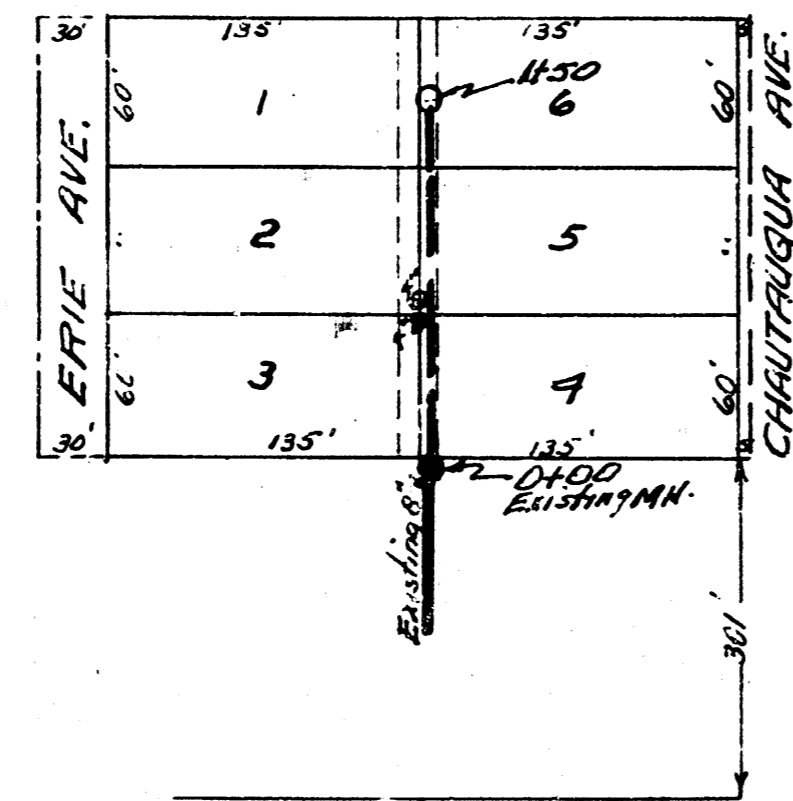 30' 135' 135'
60' 1 1+50 6 60'
ERIE AVE. CHAUTAUQUA AVE.
2 5
60' 3 4 60'
30' 135' 135'
0+00
Existing MH.
Existing 8"
301'